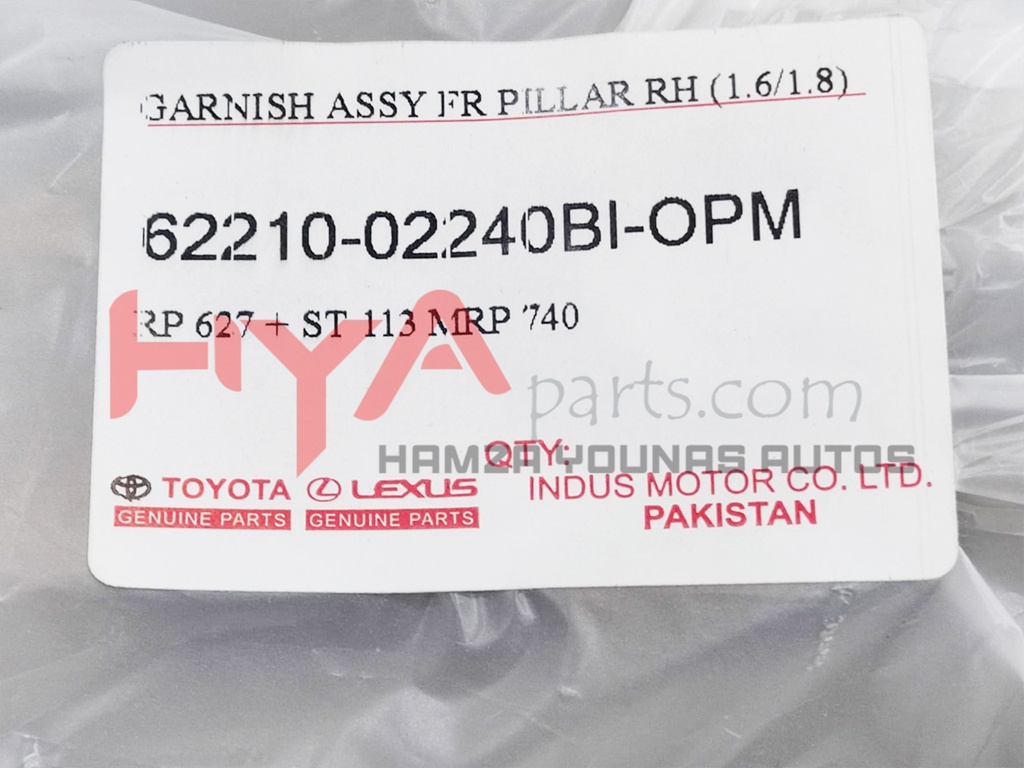 GARNISH ASSY FR PILLAR RH (1.6/1.8)
62210-02240BI-OPM
RP 627 + ST 113 MRP 740
HYA parts.com
HAMZA YOUNAS AUTOS
QTY:
TOYOTA LEXUS INDUS MOTOR CO. LTD.
GENUINE PARTS GENUINE PARTS PAKISTAN